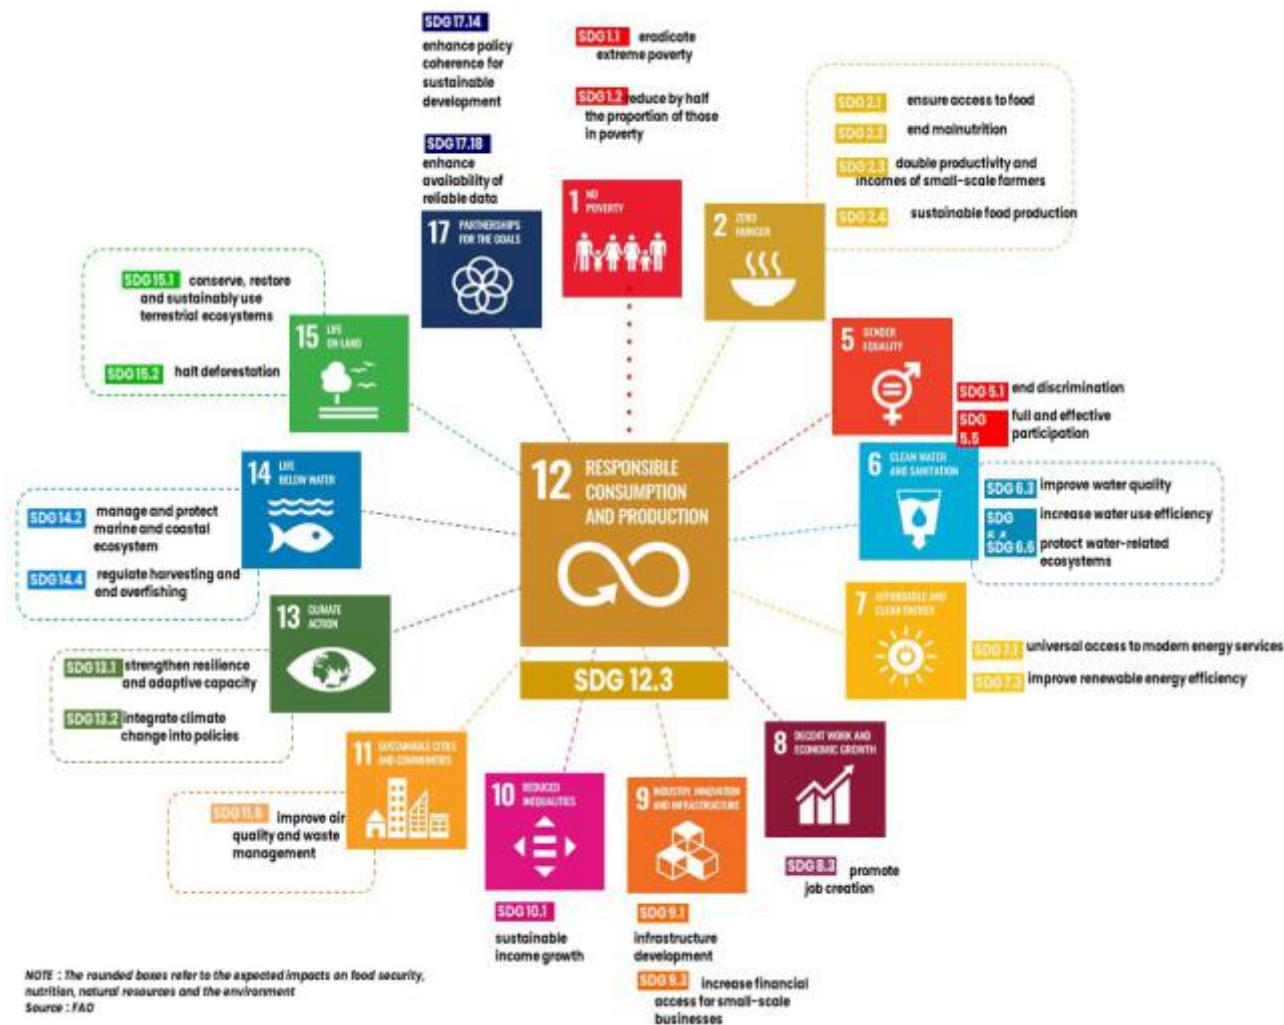 SDG 17.14
enhance policy
coherence for
sustainable
development
SDG 17.18
enhance
availability of
reliable data
17 PARTNERSHIPS
FOR THE GOALS
SDG 1.1 eradicate
extreme poverty
SDG 1.2 reduce by half
the proportion of those
in poverty
1 NO
POVERTY
SDG 2.1 ensure access to food
SDG 2.2 end malnutrition
SDG 2.3 double productivity and
incomes of small-scale farmers
SDG 2.4 sustainable food production
2 ZERO
HUNGER
5 GENDER
EQUALITY
SDG 5.1 end discrimination
SDG
5.5
full and effective
participation
6 CLEAN WATER
AND SANITATION
SDG 6.3 improve water quality
SDG increase water use efficiency
SDG 6.6 protect water-related
ecosystems
7 AFFORDABLE AND
CLEAN ENERGY
SDG 7.1 universal access to modern energy services
SDG 7.3 improve renewable energy efficiency
8 DECENT WORK AND
ECONOMIC GROWTH
SDG 8.3 promote
job creation
9 INDUSTRY, INNOVATION
AND INFRASTRUCTURE
SDG 9.1
infrastructure
development
SDG 9.3 increase financial
access for small-scale
businesses
10 REDUCED
INEQUALITIES
SDG 10.1
sustainable
income growth
11 SUSTAINABLE CITIES
AND COMMUNITIES
SDG 11.6 improve air
quality and waste
management
13 CLIMATE
ACTION
SDG 13.1 strengthen resilience
and adaptive capacity
SDG 13.2 integrate climate
change into policies
14 LIFE
BELOW WATER
SDG 14.2 manage and protect
marine and coastal
ecosystem
SDG 14.4 regulate harvesting and
end overfishing
15 LIFE
ON LAND
SDG 15.1 conserve, restore
and sustainably use
terrestrial ecosystems
SDG 15.2 halt deforestation
12 RESPONSIBLE
CONSUMPTION
AND PRODUCTION
SDG 12.3
NOTE : The rounded boxes refer to the expected impacts on food security,
nutrition, natural resources and the environment
Source : FAO